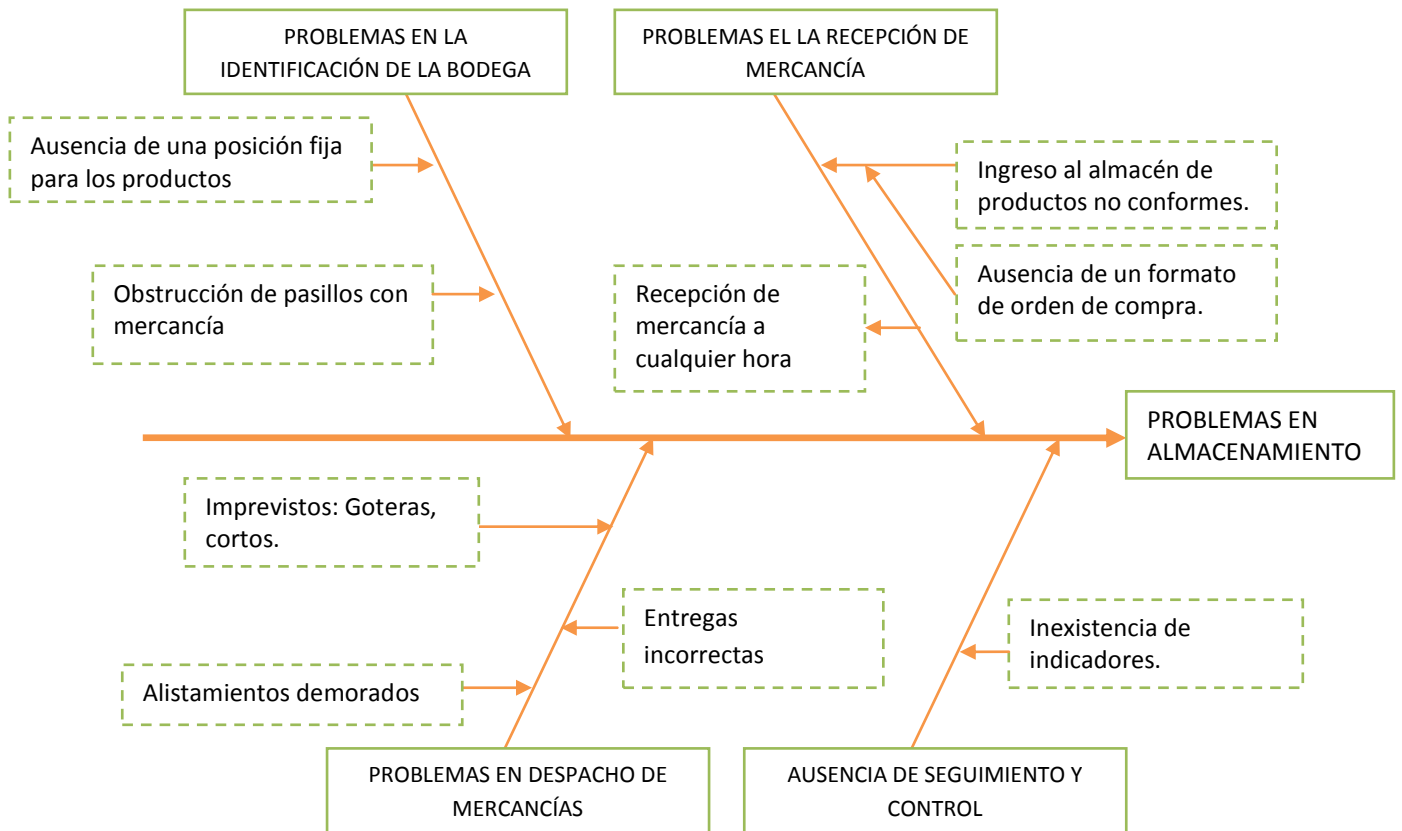 PROBLEMAS EN LA
IDENTIFICACIÓN DE LA BODEGA
PROBLEMAS EL LA RECEPCIÓN DE
MERCANCÍA
Ausencia de una posición fija
para los productos
Ingreso al almacén de
productos no conformes.
Obstrucción de pasillos con
mercancía
Recepción de
mercancía a
cualquier hora
Ausencia de un formato
de orden de compra.
PROBLEMAS EN
ALMACENAMIENTO
Imprevistos: Goteras,
cortos.
Entregas
incorrectas
Inexistencia de
indicadores.
Alistamientos demorados
PROBLEMAS EN DESPACHO DE
MERCANCÍAS
AUSENCIA DE SEGUIMIENTO Y
CONTROL